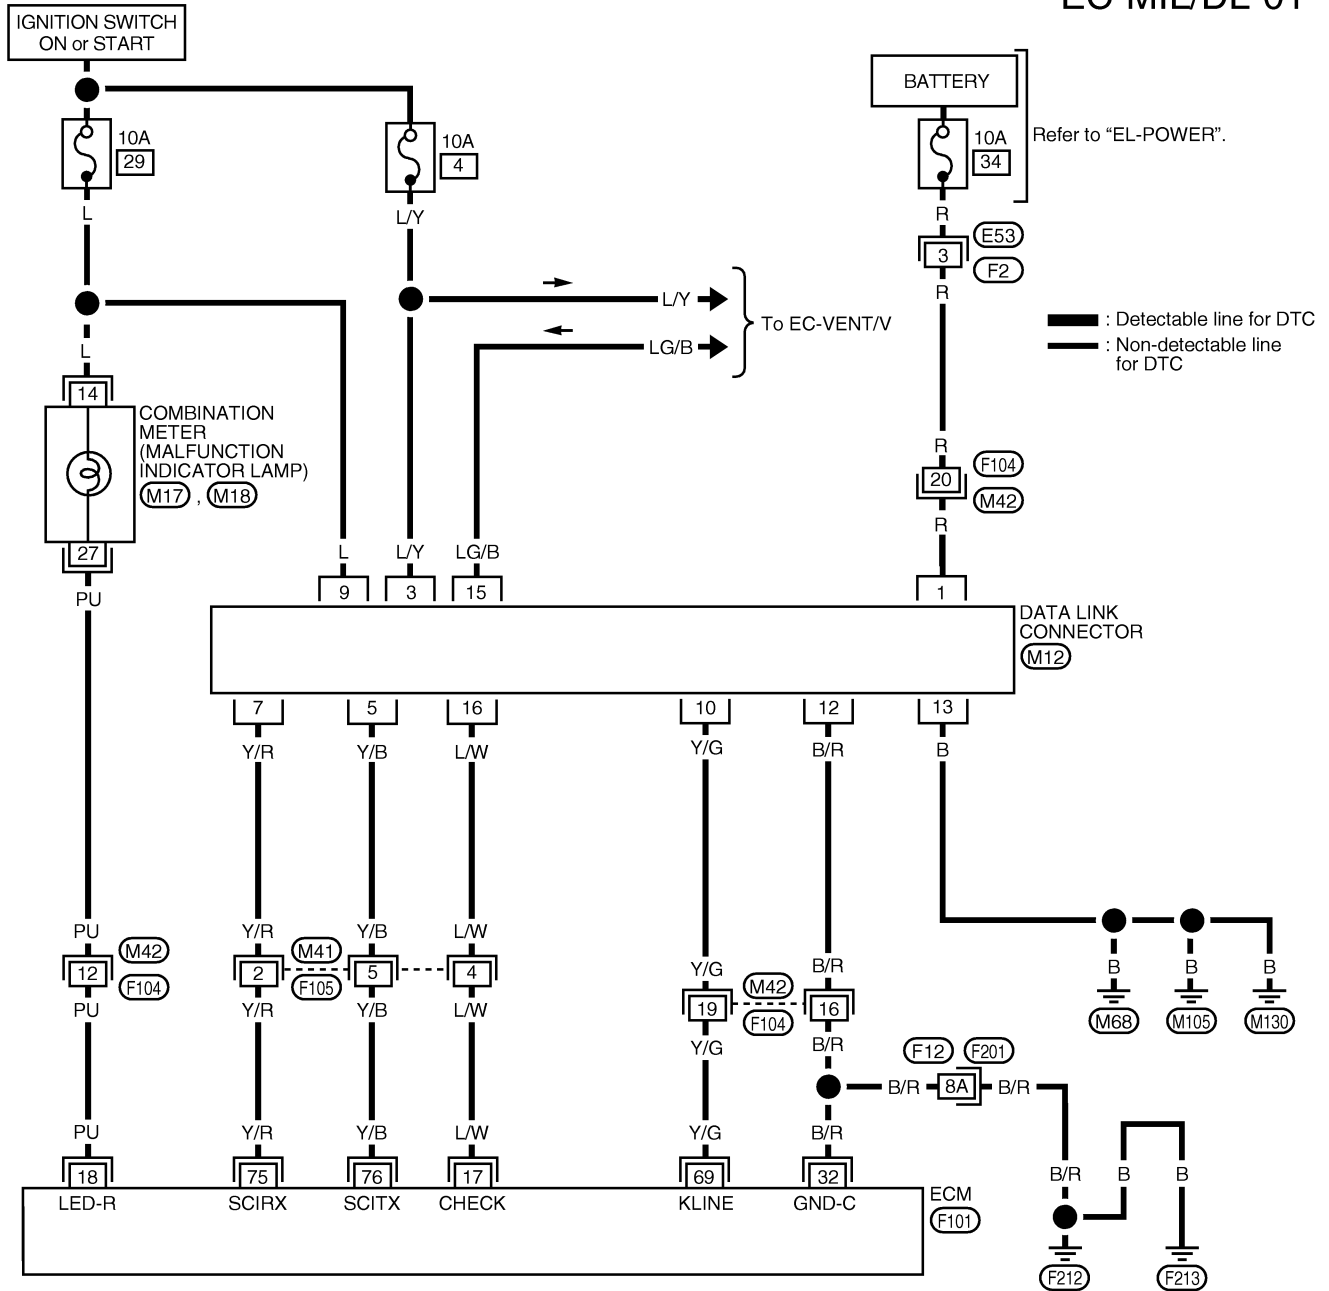 EC-MIL/DL-01
IGNITION SWITCH
ON or START
BATTERY
10A
29
10A
4
10A
34
Refer to “EL-POWER”.
L
L/Y
R
3
E53
F2
R
L/Y
LG/B
To EC-VENT/V
: Detectable line for DTC
: Non-detectable line
for DTC
L
14
COMBINATION
METER
(MALFUNCTION
INDICATOR LAMP)
M17 , M18
27
PU
R
20
F104
M42
R
L
L/Y
LG/B
9
3
15
1
DATA LINK
CONNECTOR
M12
7
5
16
10
12
13
Y/R
Y/B
L/W
Y/G
B/R
B
PU
Y/R
Y/B
L/W
12
M42
F104
2
M41
F105
5
4
PU
Y/R
Y/B
L/W
Y/G
B/R
19
M42
F104
16
Y/G
B/R
B
B
B
M68
M105
M130
F12
F201
B/R
8A
B/R
PU
Y/R
Y/B
L/W
Y/G
B/R
B/R
B
B
18
75
76
17
69
32
LED-R
SCIRX
SCITX
CHECK
KLINE
GND-C
ECM
F101
F212
F213